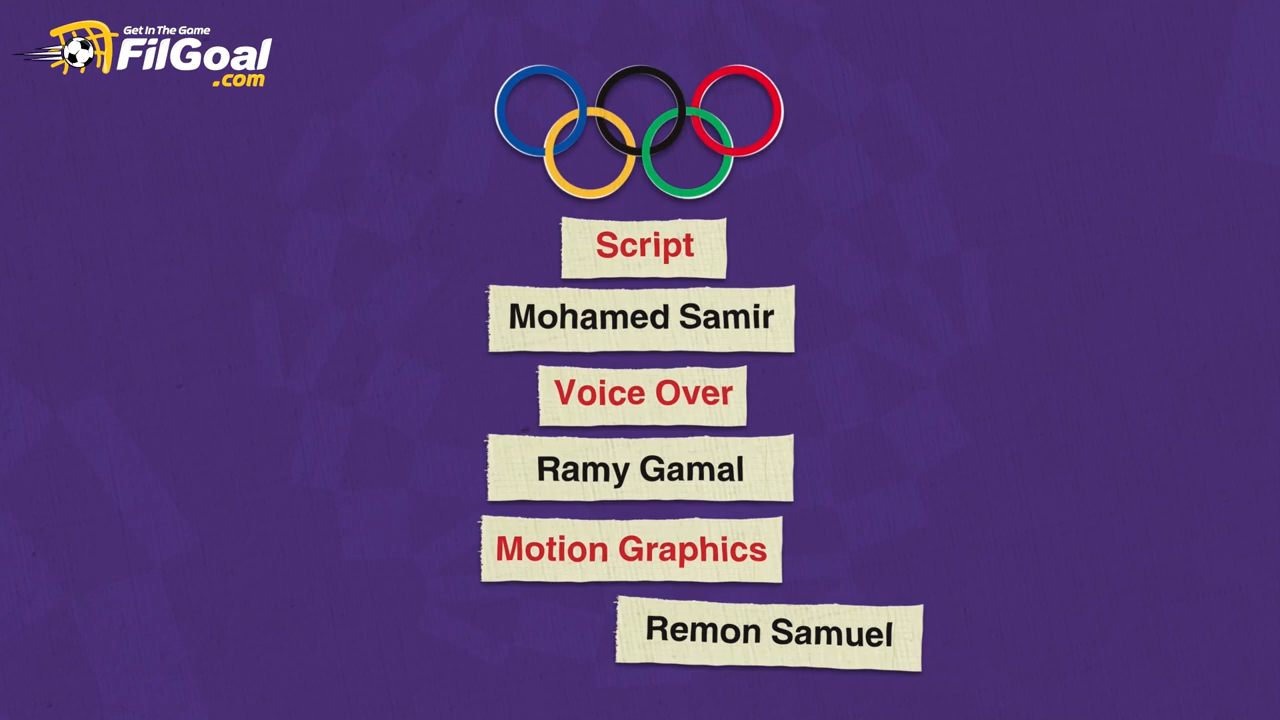 Get In The Game
FilGoal
.com
Script
Mohamed Samir
Voice Over
Ramy Gamal
Motion Graphics
Remon Samuel